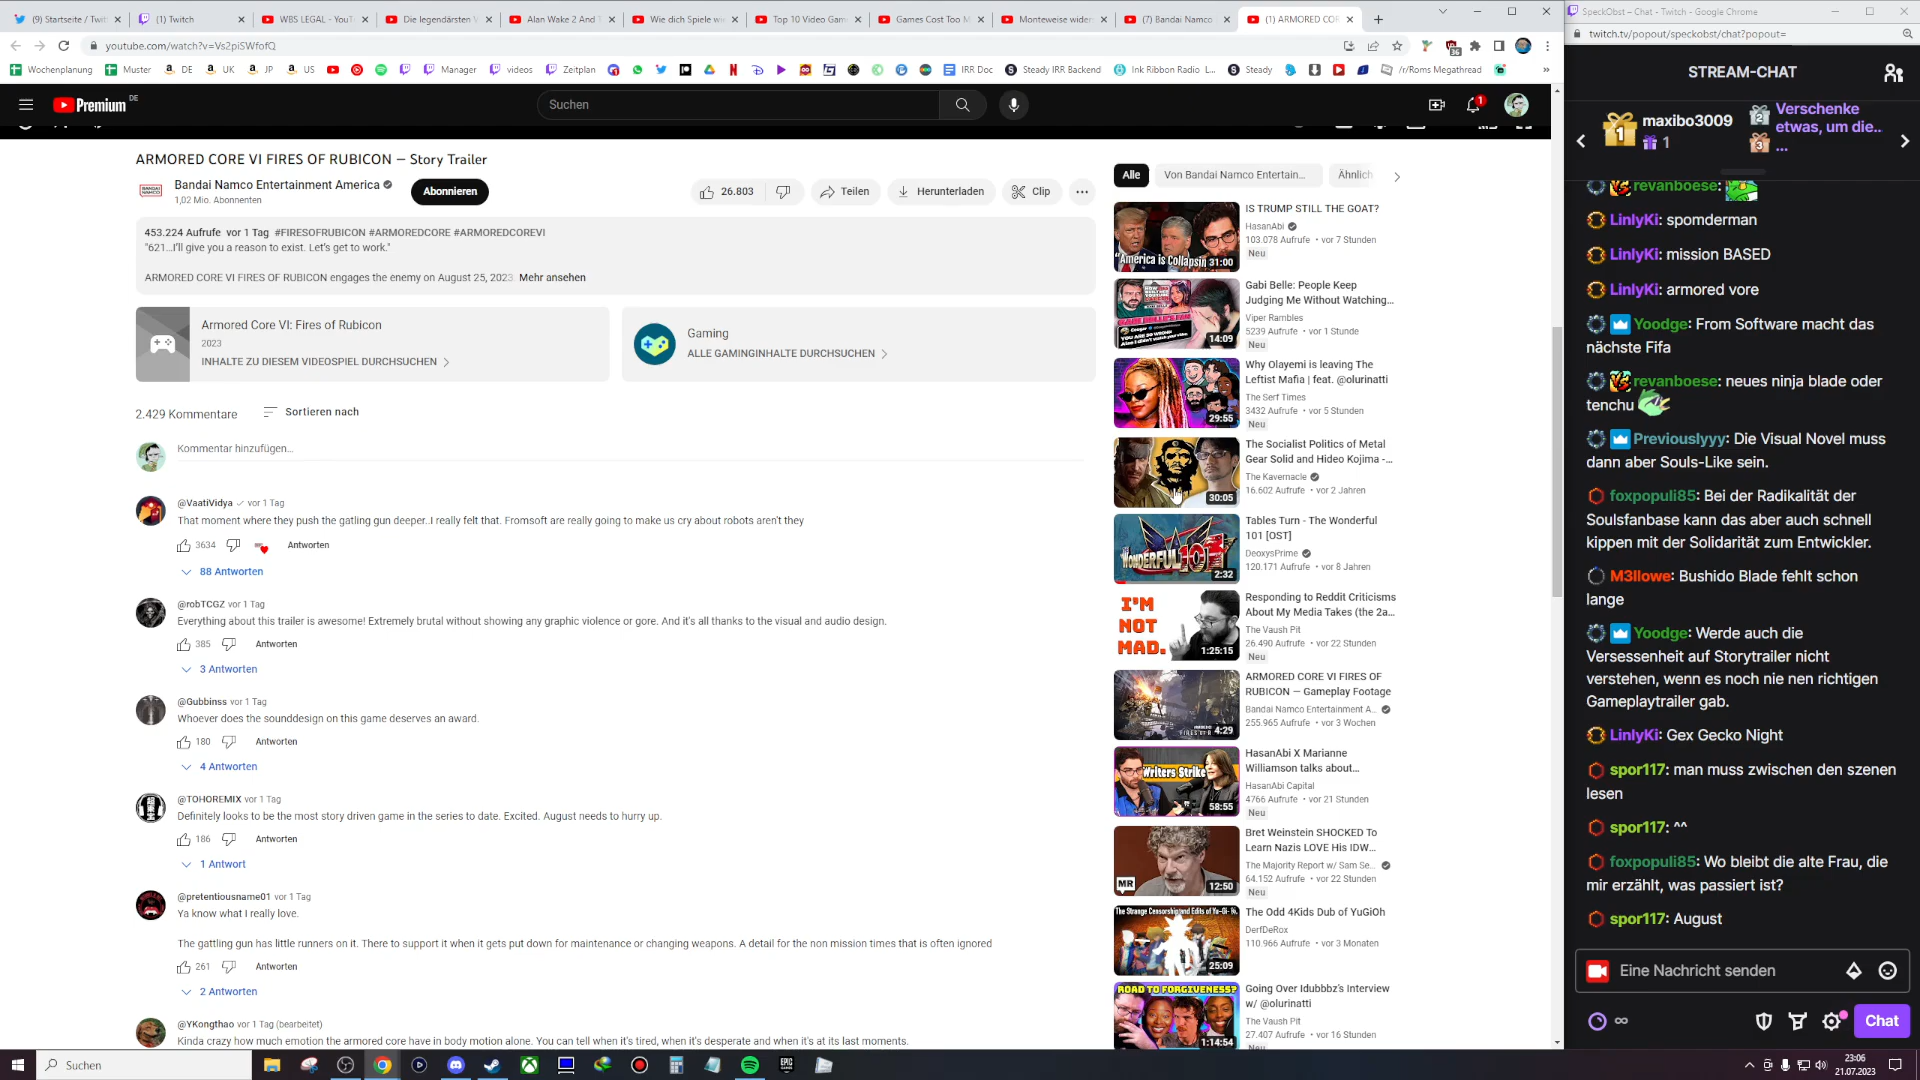 (9) Startseite / Twit
(1) Twitch
WBS LEGAL - YouT
Die legendärsten V
Alan Wake 2 And T
Wie dich Spiele wie
Top 10 Video Gam
Games Cost Too M
Monteweise wider
(7) Bandai Namco
(1) ARMORED COR
SpeckObst – Chat - Twitch - Google Chrome
youtube.com/watch?v=Vs2piSWfofQ
twitch.tv/popout/speckobst/chat?popout=
Wochenplanung
Muster
DE
UK
JP
US
Manager
videos
Zeitplan
IRR Doc
Steady IRR Backend
Ink Ribbon Radio L...
Steady
/r/Roms Megathread
Premium DE
Suchen
1
ARMORED CORE VI FIRES OF RUBICON – Story Trailer
Bandai Namco Entertainment America
1,02 Mio. Abonnenten
Abonnieren
26.803
Teilen
Herunterladen
Clip
453.224 Aufrufe vor 1 Tag #FIRESOFRUBICON #ARMOREDCORE #ARMOREDCOREVI
"621...I'll give you a reason to exist. Let's get to work."
ARMORED CORE VI FIRES OF RUBICON engages the enemy on August 25, 2023 Mehr ansehen
Armored Core VI: Fires of Rubicon
2023
INHALTE ZU DIESEM VIDEOSPIEL DURCHSUCHEN
Gaming
ALLE GAMINGINHALTE DURCHSUCHEN
2.429 Kommentare
Sortieren nach
Kommentar hinzufügen...
@VaatiVidya vor 1 Tag
That moment where they push the gatling gun deeper..I really felt that. Fromsoft are really going to make us cry about robots aren't they
3634
Antworten
88 Antworten
@robTCGZ vor 1 Tag
Everything about this trailer is awesome! Extremely brutal without showing any graphic violence or gore. And it's all thanks to the visual and audio design.
385
Antworten
3 Antworten
@Gubbinss vor 1 Tag
Whoever does the sounddesign on this game deserves an award.
180
Antworten
4 Antworten
@TOHOREMIX vor 1 Tag
Definitely looks to be the most story driven game in the series to date. Excited. August needs to hurry up.
186
Antworten
1 Antwort
@pretentiousname01 vor 1 Tag
Ya know what I really love.
The gattling gun has little runners on it. There to support it when it gets put down for maintenance or changing weapons. A detail for the non mission times that is often ignored
261
Antworten
2 Antworten
@YKongthao vor 1 Tag (bearbeitet)
Kinda crazy how much emotion the armored core have in body motion alone. You can tell when it's tired, when it's desperate and when it's at its last moments.
Alle
Von Bandai Namco Entertain...
Ähnlich
"America is Collapsin
31:00
IS TRUMP STILL THE GOAT?
HasanAbi
103.078 Aufrufe • vor 7 Stunden
Neu
14:09
Gabi Belle: People Keep
Judging Me Without Watching...
Viper Rambles
5239 Aufrufe • vor 1 Stunde
Neu
29:55
Why Olayemi is leaving The
Leftist Mafia | feat. @olurinatti
The Serf Times
3432 Aufrufe • vor 5 Stunden
Neu
30:05
The Socialist Politics of Metal
Gear Solid and Hideo Kojima -...
The Kavernacle
16.602 Aufrufe • vor 2 Jahren
WONDERFUL 101
2:32
Tables Turn - The Wonderful
101 [OST]
DeoxysPrime
120.171 Aufrufe • vor 8 Jahren
I'M
NOT
MAD.
1:25:15
Responding to Reddit Criticisms
About My Media Takes (the 2a...
The Vaush Pit
26.490 Aufrufe • vor 22 Stunden
Neu
4:29
ARMORED CORE VI FIRES OF
RUBICON — Gameplay Footage
Bandai Namco Entertainment A...
255.965 Aufrufe • vor 3 Wochen
Writers Strike
58:55
HasanAbi X Marianne
Williamson talks about...
HasanAbi Capital
4766 Aufrufe • vor 21 Stunden
Neu
MR
12:50
Bret Weinstein SHOCKED To
Learn Nazis LOVE His IDW...
The Majority Report w/ Sam Se...
64.152 Aufrufe • vor 22 Stunden
Neu
The Strange Censorship and Edits of Yu-Gi-
25:09
The Odd 4Kids Dub of YuGiOh
DerfDeRox
110.966 Aufrufe • vor 3 Monaten
ROAD TO FORGIVENESS?
1:14:54
Going Over Idubbbz's Interview
w/ @olurinatti
The Vaush Pit
27.407 Aufrufe • vor 16 Stunden
STREAM-CHAT
1
maxibo3009
1
2
3
Verschenke
etwas, um die..
...
revanboese:
LinlyKi: spomderman
LinlyKi: mission BASED
LinlyKi: armored vore
Yoodge: From Software macht das
nächste Fifa
revanboese: neues ninja blade oder
tenchu
Previouslyyy: Die Visual Novel muss
dann aber Souls-Like sein.
foxpopuli85: Bei der Radikalität der
Soulsfanbase kann das aber auch schnell
kippen mit der Solidarität zum Entwickler.
M3llowe: Bushido Blade fehlt schon
lange
Yoodge: Werde auch die
Versessenheit auf Storytrailer nicht
verstehen, wenn es noch nie nen richtigen
Gameplaytrailer gab.
LinlyKi: Gex Gecko Night
spor117: man muss zwischen den szenen
lesen
spor117: ^^
foxpopuli85: Wo bleibt die alte Frau, die
mir erzählt, was passiert ist?
spor117: August
Eine Nachricht senden
∞
Chat
Suchen
23:06
21.07.2023